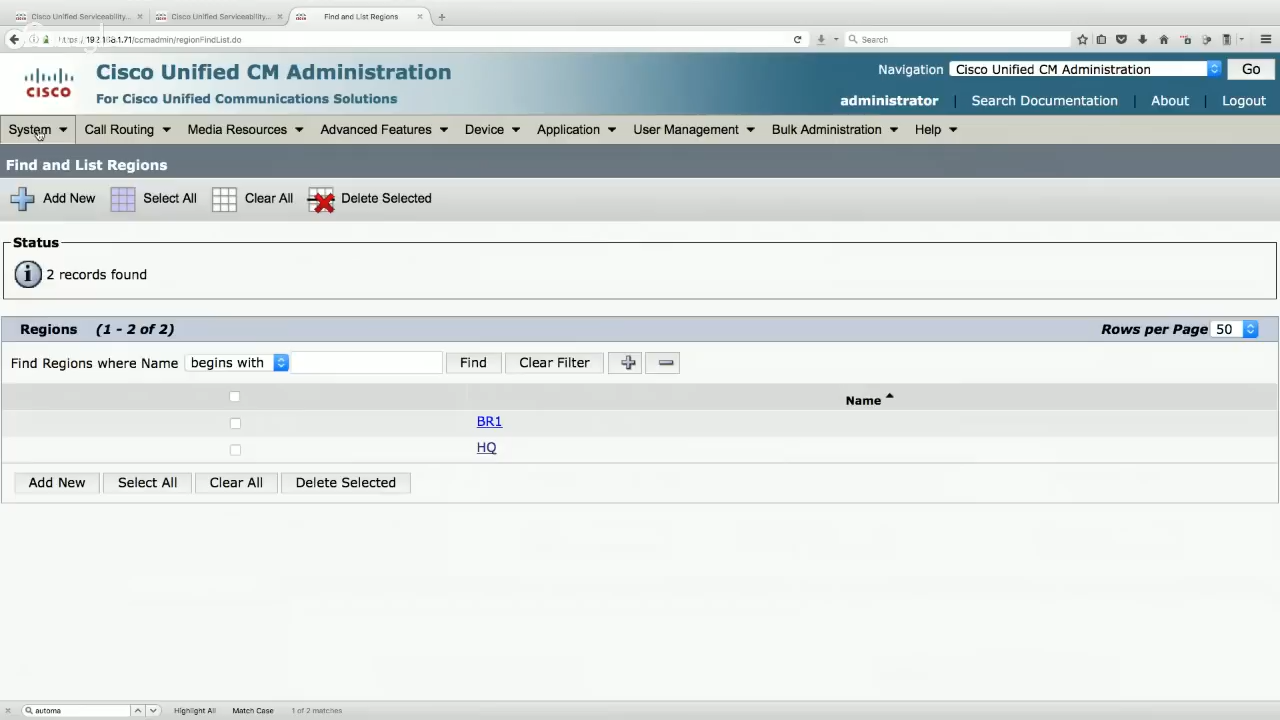 Cisco Unified Serviceability... × Cisco Unified Serviceability... × Find and List Regions × +
/ccmadmin/regionFindList.do Search
CISCO Cisco Unified CM Administration Navigation Cisco Unified CM Administration Go
For Cisco Unified Communications Solutions administrator | Search Documentation | About | Logout
System Call Routing Media Resources Advanced Features Device Application User Management Bulk Administration Help
Find and List Regions
Add New Select All Clear All Delete Selected
Status
i 2 records found
Regions (1 - 2 of 2) Rows per Page 50
Find Regions where Name begins with Find Clear Filter
Name
BR1
HQ
Add New Select All Clear All Delete Selected
automa Highlight All Match Case 1 of 2 matches